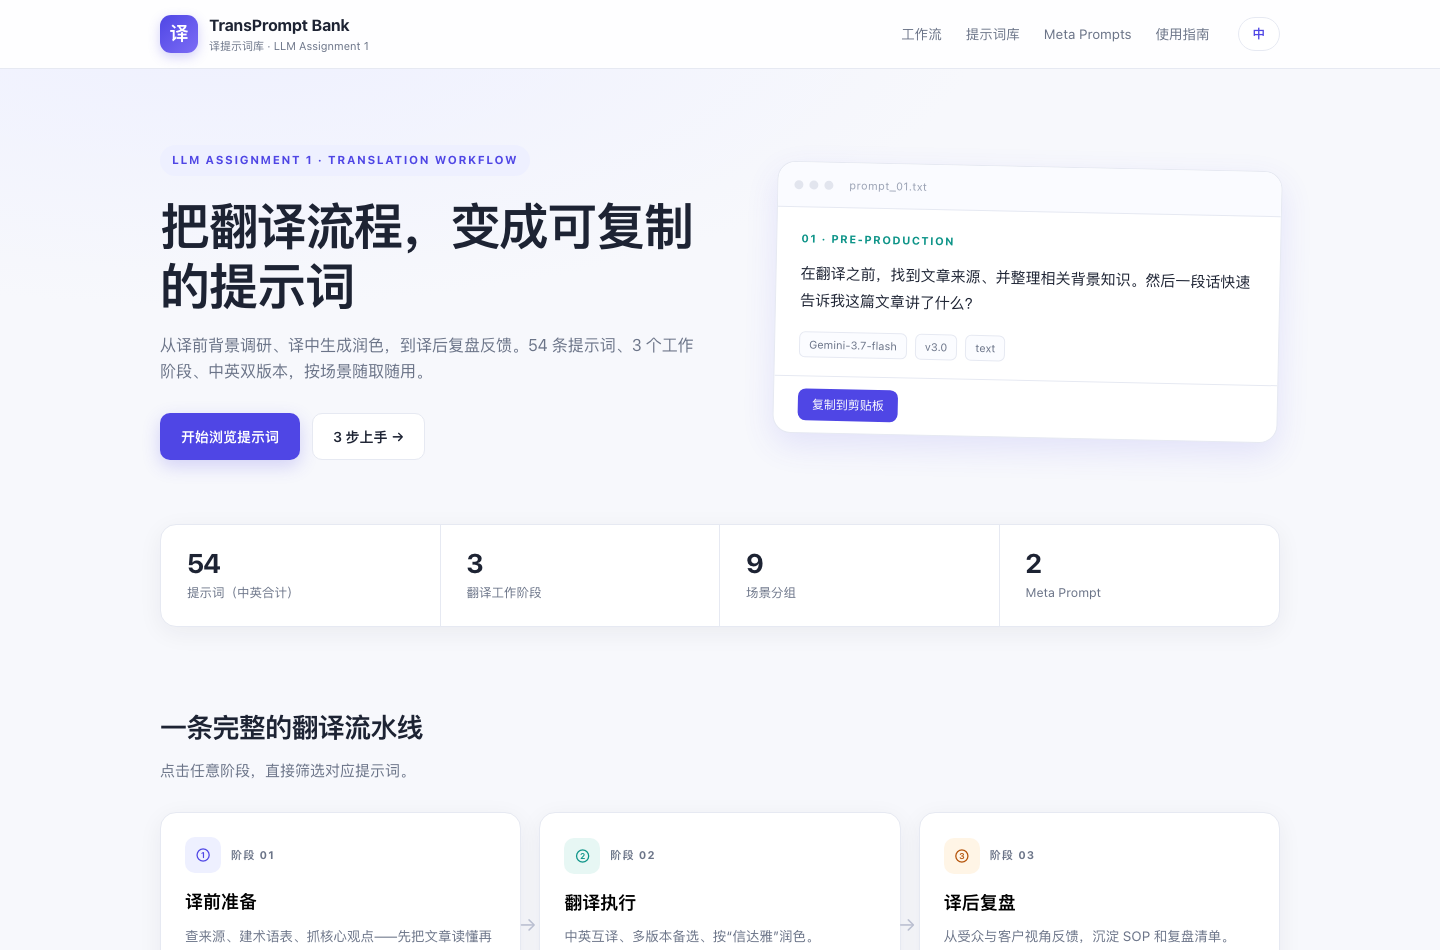 译
TransPrompt Bank
译提示词库 · LLM Assignment 1
工作流
提示词库
Meta Prompts
使用指南
中
LLM ASSIGNMENT 1 · TRANSLATION WORKFLOW
把翻译流程，变成可复制
的提示词
从译前背景调研、译中生成润色，到译后复盘反馈。54 条提示词、3 个工作
阶段、中英双版本，按场景随取随用。
开始浏览提示词
3 步上手 →
prompt_01.txt
01 · PRE-PRODUCTION
在翻译之前，找到文章来源、并整理相关背景知识。然后一段话快速
告诉我这篇文章讲了什么?
Gemini-3.7-flash
v3.0
text
复制到剪贴板
54
提示词（中英合计）
3
翻译工作阶段
9
场景分组
2
Meta Prompt
一条完整的翻译流水线
点击任意阶段，直接筛选对应提示词。
1
阶段 01
译前准备
查来源、建术语表、抓核心观点——先把文章读懂再
→
2
阶段 02
翻译执行
中英互译、多版本备选、按“信达雅”润色。
→
3
阶段 03
译后复盘
从受众与客户视角反馈，沉淀 SOP 和复盘清单。